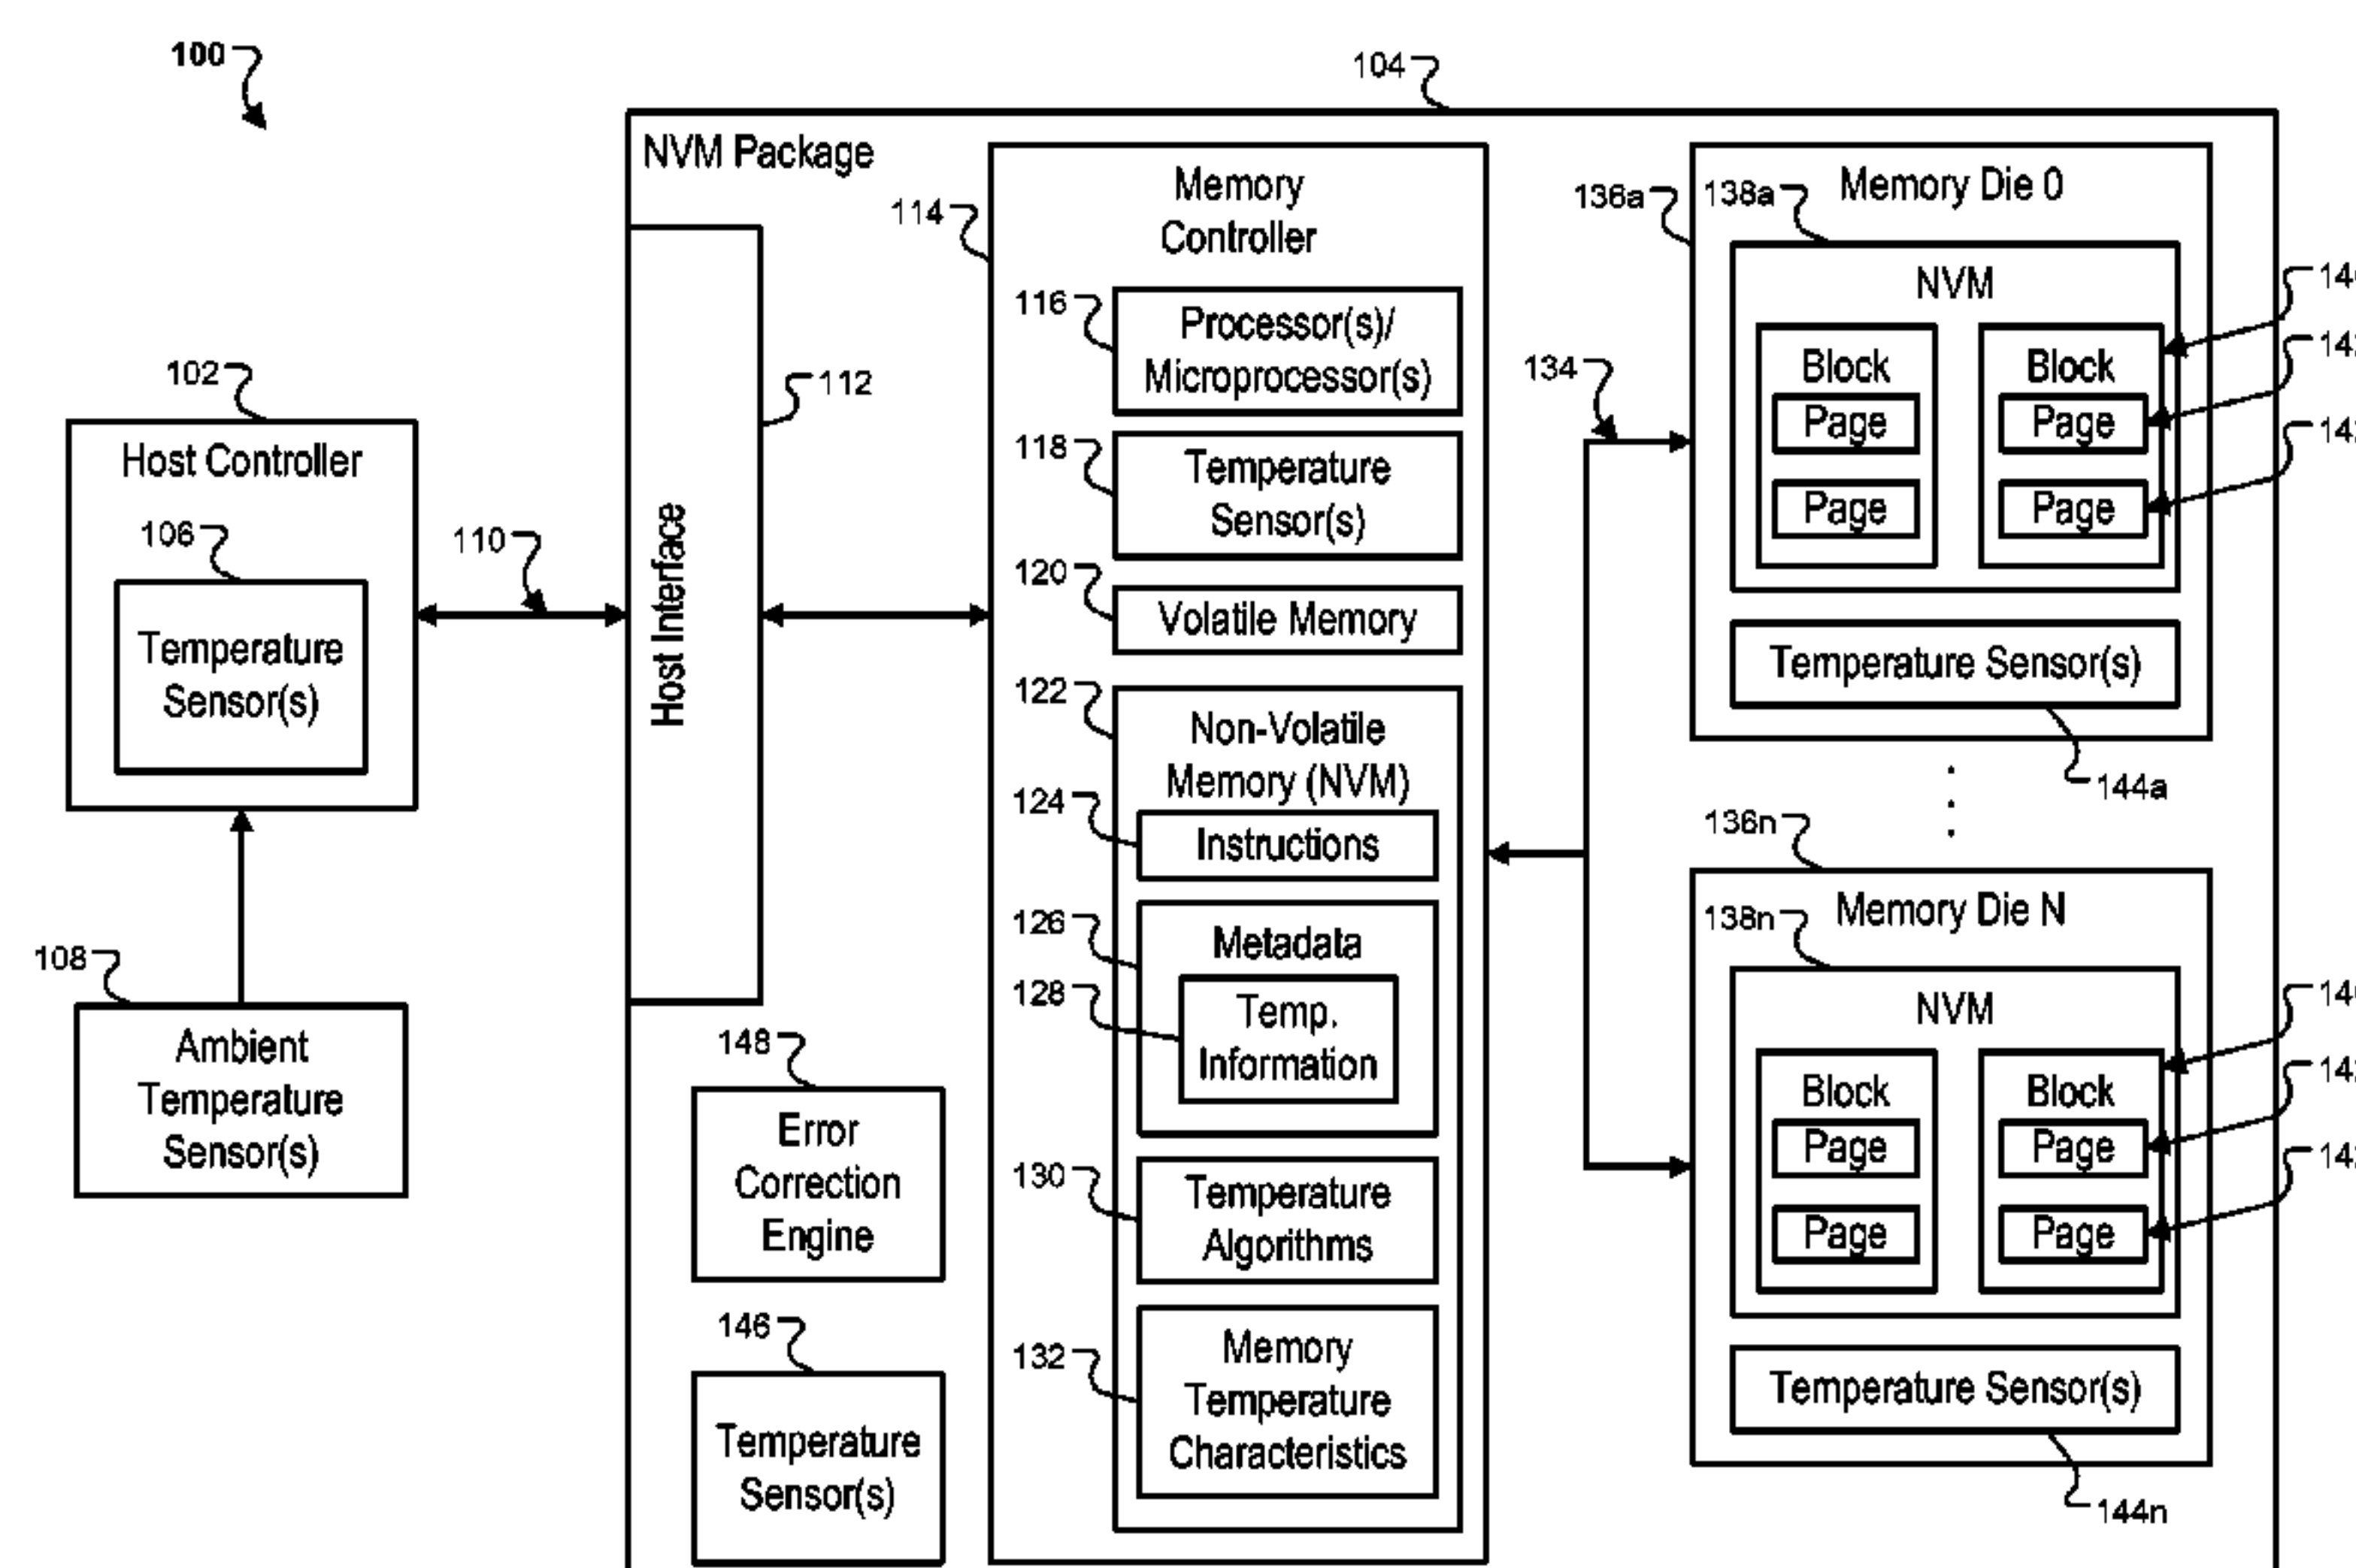 100
104
NVM Package
Memory
Controller
114
116
Processor(s)/
Microprocessor(s)
118
Temperature
Sensor(s)
120
Volatile Memory
122
Non-Volatile
Memory (NVM)
124
Instructions
126
Metadata
128
Temp.
Information
130
Temperature
Algorithms
132
Memory
Temperature
Characteristics
102
Host Controller
106
Temperature
Sensor(s)
110
112
Host Interface
108
Ambient
Temperature
Sensor(s)
148
Error
Correction
Engine
146
Temperature
Sensor(s)
134
136a
138a
Memory Die 0
NVM
Block
Page
Page
Block
Page
Page
Temperature Sensor(s)
144a
136n
138n
Memory Die N
NVM
Block
Page
Page
Block
Page
Page
Temperature Sensor(s)
144n